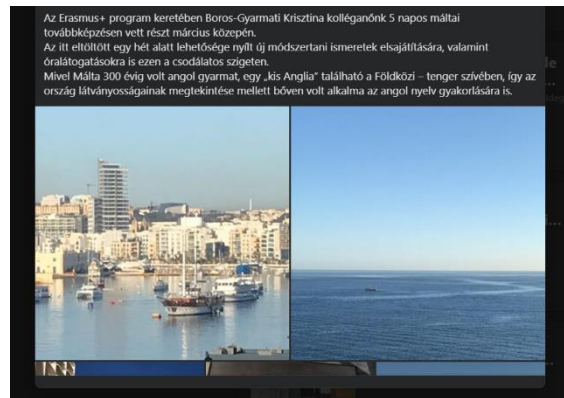 Az Erasmus+ program keretében Boros-Gyarmati Krisztina kolléganőnk 5 napos máltai
továbbképzésen vett részt március közepén.
Az itt eltöltött egy hét alatt lehetősége nyílt új módszertani ismeretek elsajátítására, valamint
óralátogatásokra is ezen a csodálatos szigeten.
Mivel Málta 300 évig volt angol gyarmat, egy „kis Anglia" található a Földközi – tenger szívében, így az
ország látványosságainak megtekintése mellett bőven volt alkalma az angol nyelv gyakorlására is.